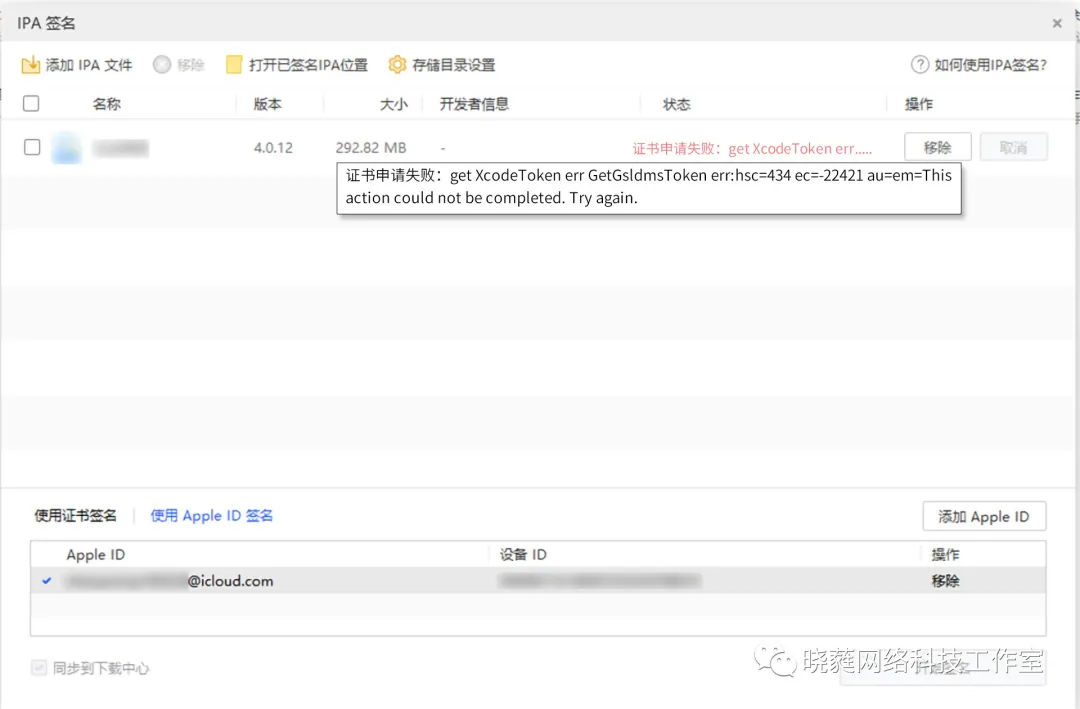 IPA 签名
添加 IPA 文件 移除 打开已签名IPA位置 存储目录设置 如何使用IPA签名?
名称 版本 大小 开发者信息 状态 操作
4.0.12 292.82 MB - 证书申请失败：get XcodeToken err..... 移除 取消
证书申请失败：get XcodeToken err GetGsldmsToken err:hsc=434 ec=-22421 au=em=This
action could not be completed. Try again.
使用证书签名 使用 Apple ID 签名 添加 Apple ID
Apple ID 设备 ID 操作
@icloud.com 移除
同步到下载中心
晓蕤网络科技工作室